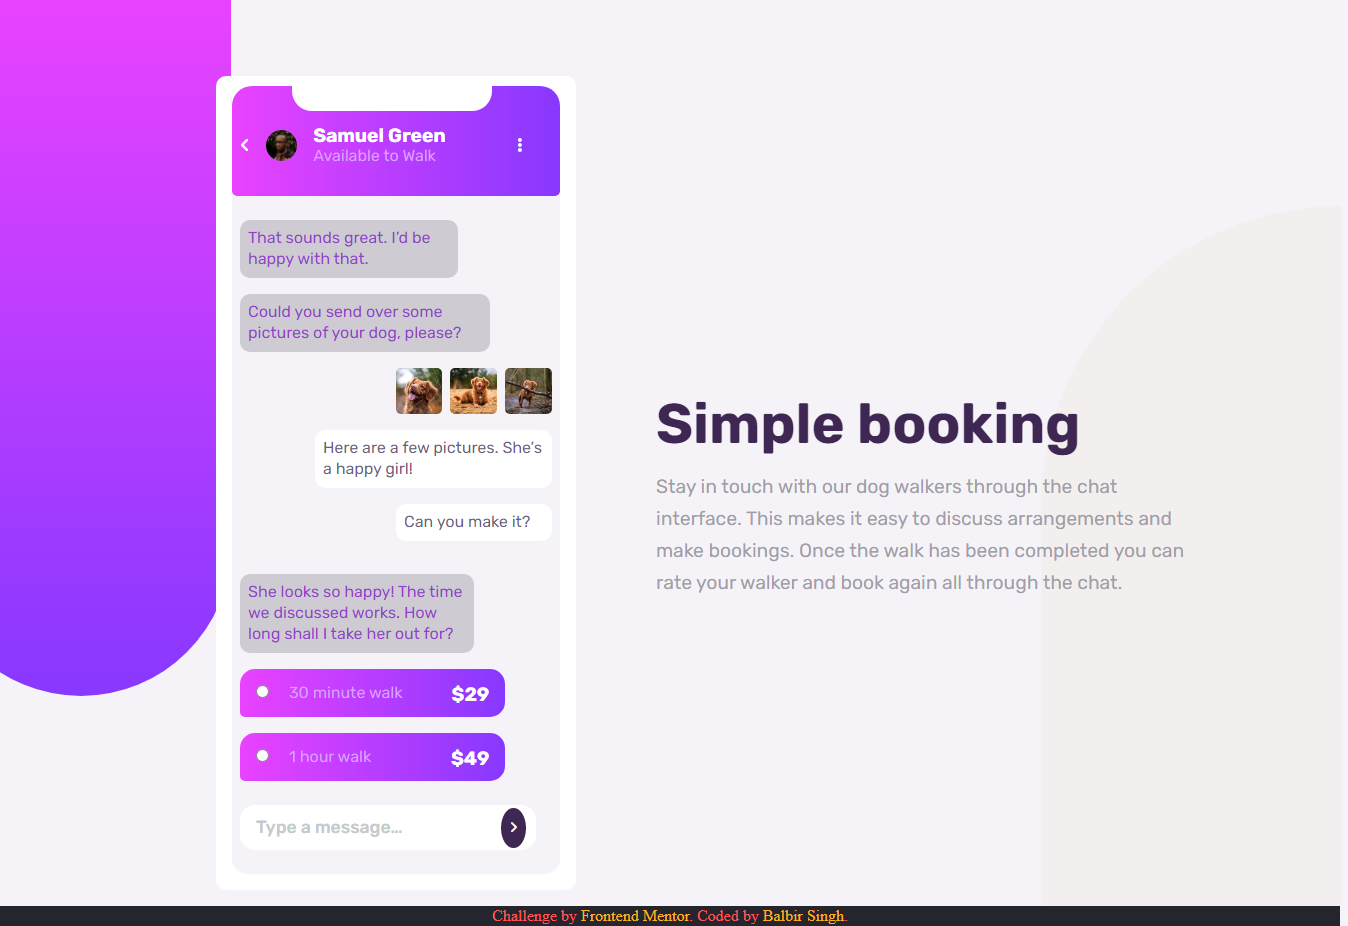 Samuel Green
Available to Walk
That sounds great. I'd be
happy with that.
Could you send over some
pictures of your dog, please?
Here are a few pictures. She's
a happy girl!
Can you make it?
She looks so happy! The time
we discussed works. How
long shall I take her out for?
30 minute walk $29
1 hour walk $49
Type a message...
Simple booking
Stay in touch with our dog walkers through the chat
interface. This makes it easy to discuss arrangements and
make bookings. Once the walk has been completed you can
rate your walker and book again all through the chat.
Challenge by Frontend Mentor. Coded by Balbir Singh.